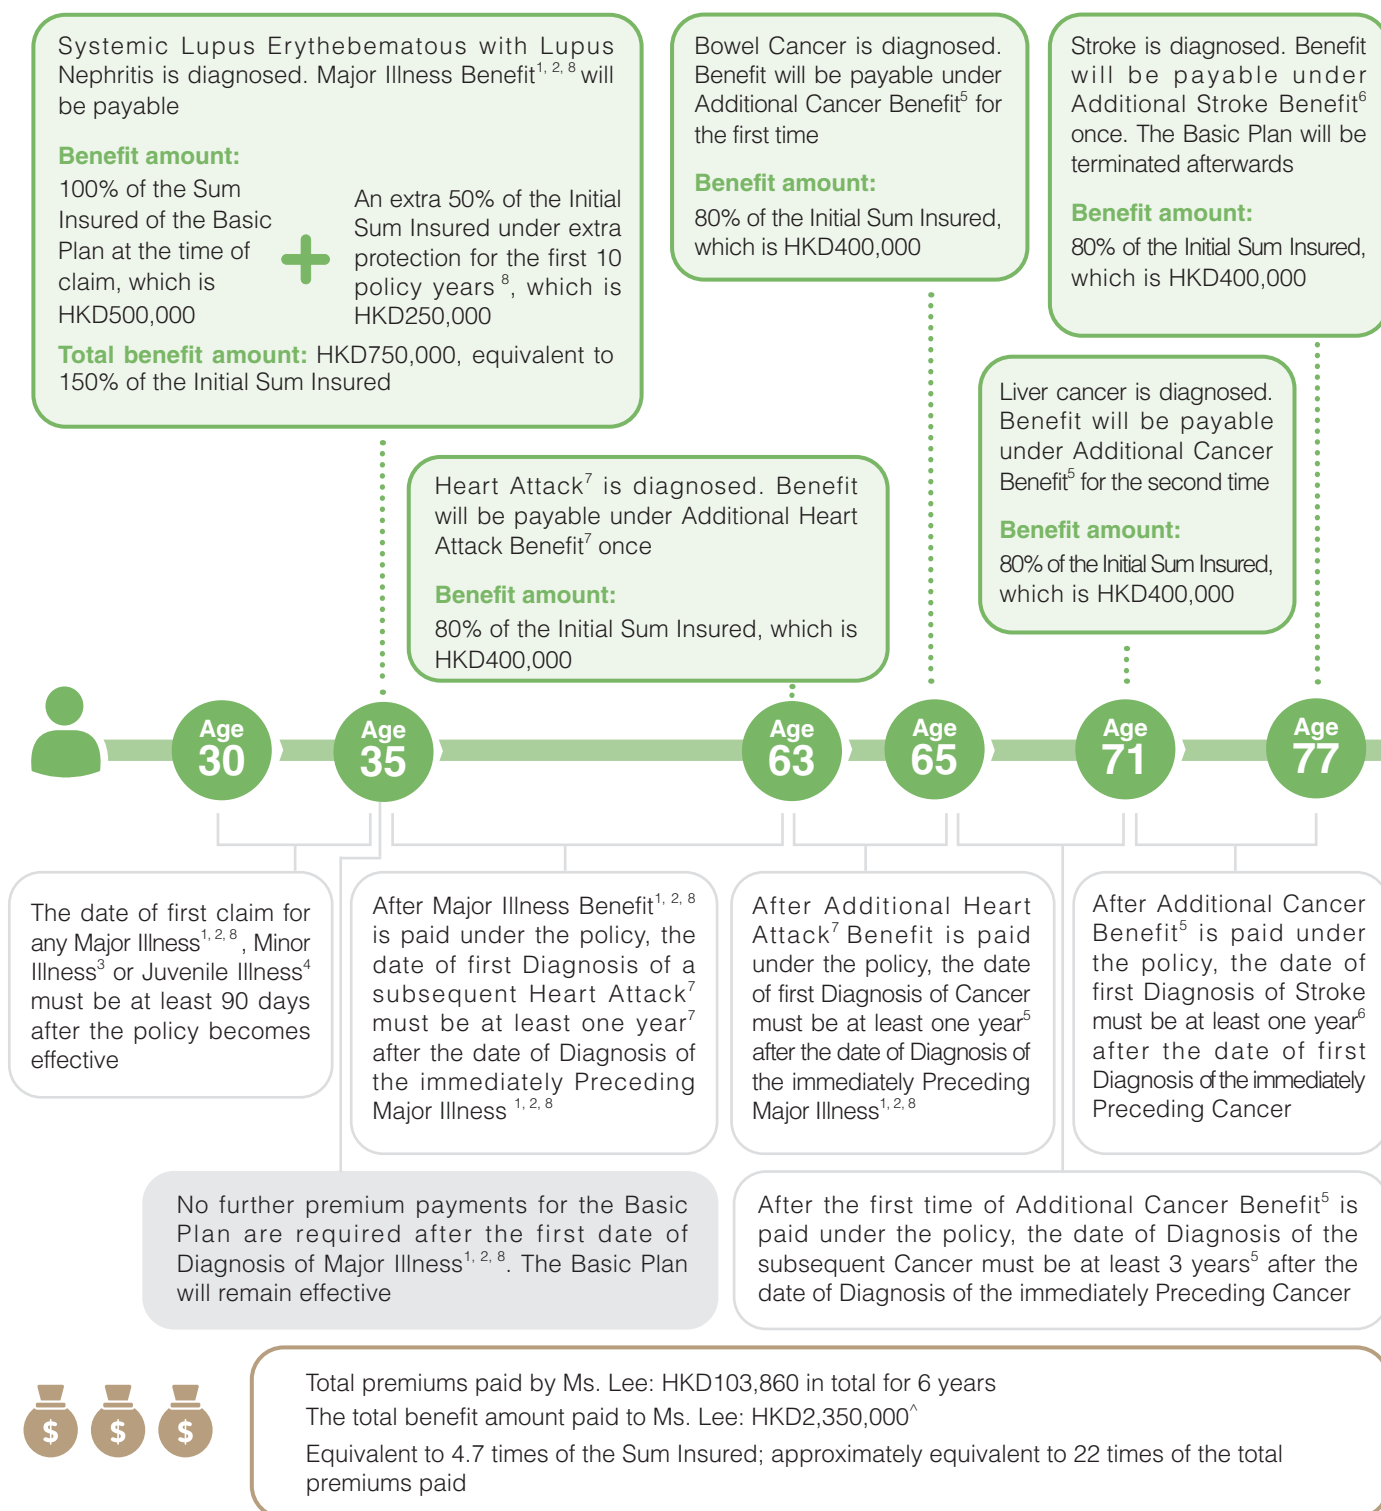 Systemic Lupus Erythebematous with Lupus
Nephritis is diagnosed. Major Illness Benefit1, 2, 8 will
be payable
Benefit amount:
100% of the Sum
Insured of the Basic
Plan at the time of
claim, which is
HKD500,000
+
An extra 50% of the Initial
Sum Insured under extra
protection for the first 10
policy years 8, which is
HKD250,000
Total benefit amount: HKD750,000, equivalent to
150% of the Initial Sum Insured
Bowel Cancer is diagnosed.
Benefit will be payable under
Additional Cancer Benefit5 for
the first time
Benefit amount:
80% of the Initial Sum Insured,
which is HKD400,000
Stroke is diagnosed. Benefit
will be payable under
Additional Stroke Benefit6
once. The Basic Plan will be
terminated afterwards
Benefit amount:
80% of the Initial Sum Insured,
which is HKD400,000
Heart Attack7 is diagnosed. Benefit
will be payable under Additional Heart
Attack Benefit7 once
Benefit amount:
80% of the Initial Sum Insured, which is
HKD400,000
Liver cancer is diagnosed.
Benefit will be payable
under Additional Cancer
Benefit5 for the second time
Benefit amount:
80% of the Initial Sum Insured,
which is HKD400,000
Age
30
Age
35
Age
63
Age
65
Age
71
Age
77
The date of first claim for
any Major Illness1, 2, 8 , Minor
Illness3 or Juvenile Illness4
must be at least 90 days
after the policy becomes
effective
After Major Illness Benefit1, 2, 8
is paid under the policy, the
date of first Diagnosis of a
subsequent Heart Attack7
must be at least one year7
after the date of Diagnosis of
the immediately Preceding
Major Illness 1, 2, 8
After Additional Heart
Attack7 Benefit is paid
under the policy, the date
of first Diagnosis of Cancer
must be at least one year5
after the date of Diagnosis of
the immediately Preceding
Major Illness1, 2, 8
After Additional Cancer
Benefit5 is paid under
the policy, the date of
first Diagnosis of Stroke
must be at least one year6
after the date of first
Diagnosis of the immediately
Preceding Cancer
No further premium payments for the Basic
Plan are required after the first date of
Diagnosis of Major Illness1, 2, 8. The Basic Plan
will remain effective
After the first time of Additional Cancer Benefit5 is
paid under the policy, the date of Diagnosis of the
subsequent Cancer must be at least 3 years5 after the
date of Diagnosis of the immediately Preceding Cancer
$ $ $
Total premiums paid by Ms. Lee: HKD103,860 in total for 6 years
The total benefit amount paid to Ms. Lee: HKD2,350,000^
Equivalent to 4.7 times of the Sum Insured; approximately equivalent to 22 times of the total
premiums paid